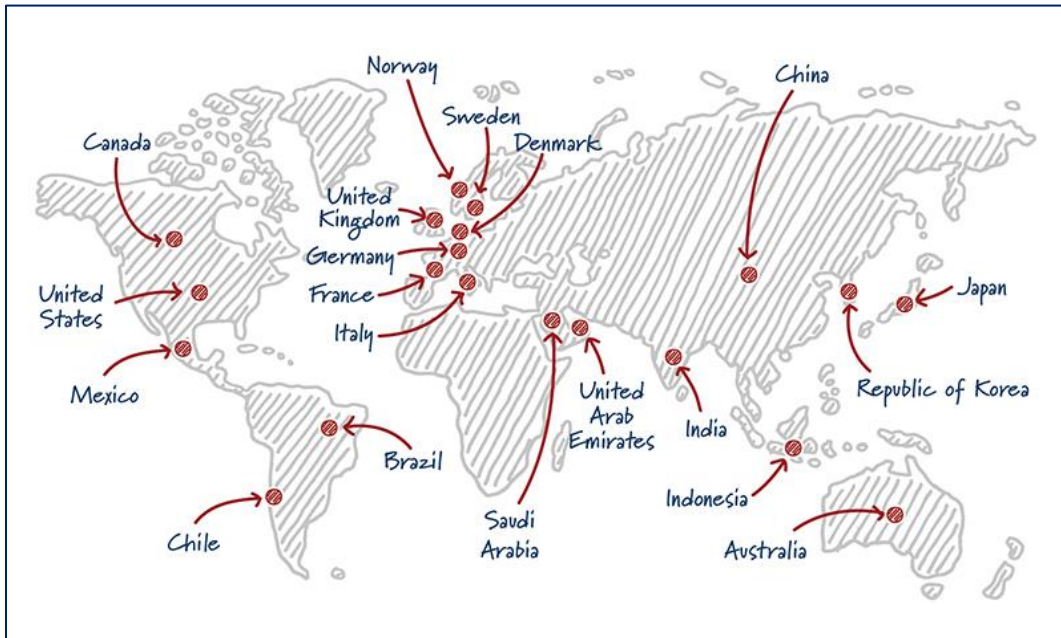 Norway
China
Sweden
Canada
Denmark
United
Kingdom
Germany
United
States
France
Japan
Italy
Mexico
United
Arab
Emirates
Republic of Korea
India
Brazil
Indonesia
Saudi
Arabia
Chile
Australia